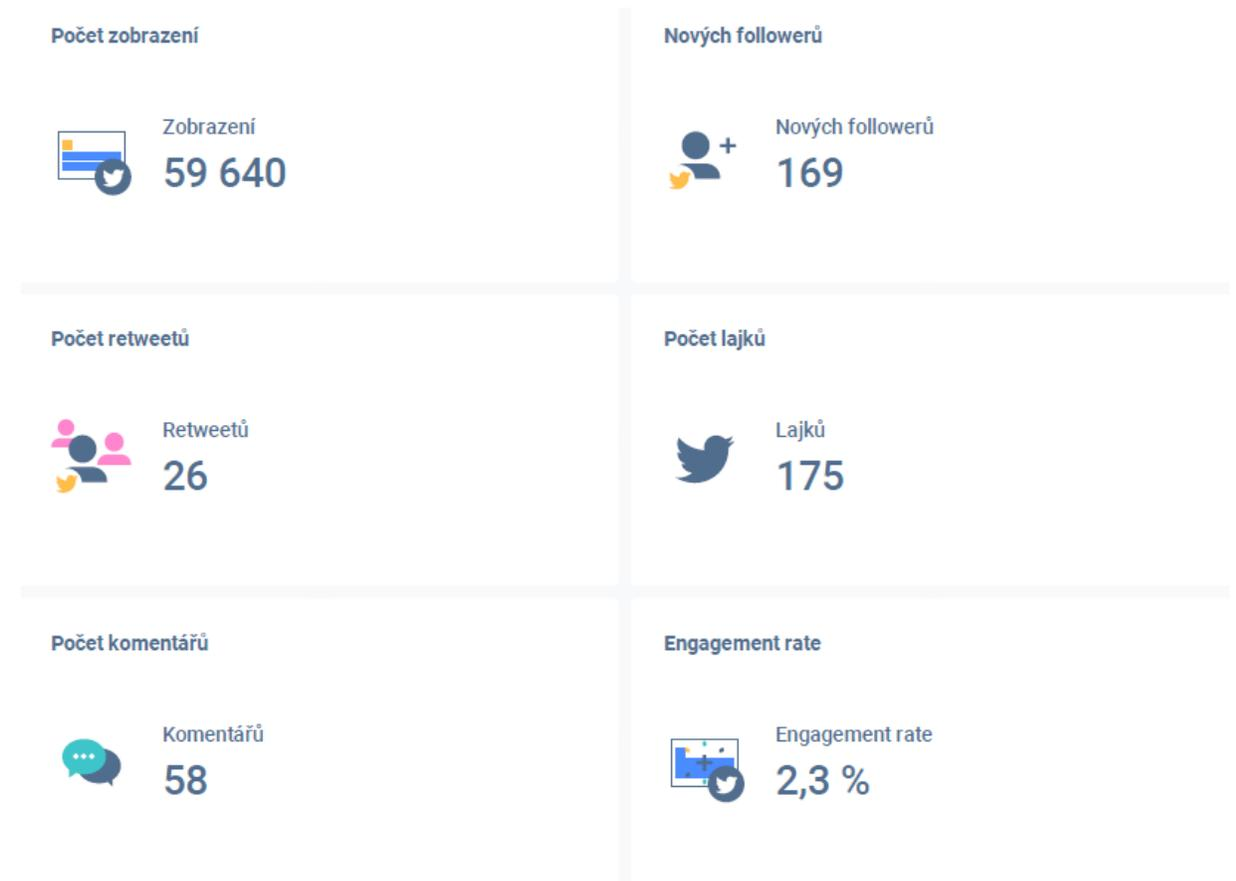 Počet zobrazení
Zobrazení
59 640
Nových followerů
Nových followerů
169
Počet retweetů
Retweetů
26
Počet lajků
Lajků
175
Počet komentářů
Komentářů
58
Engagement rate
Engagement rate
2,3 %